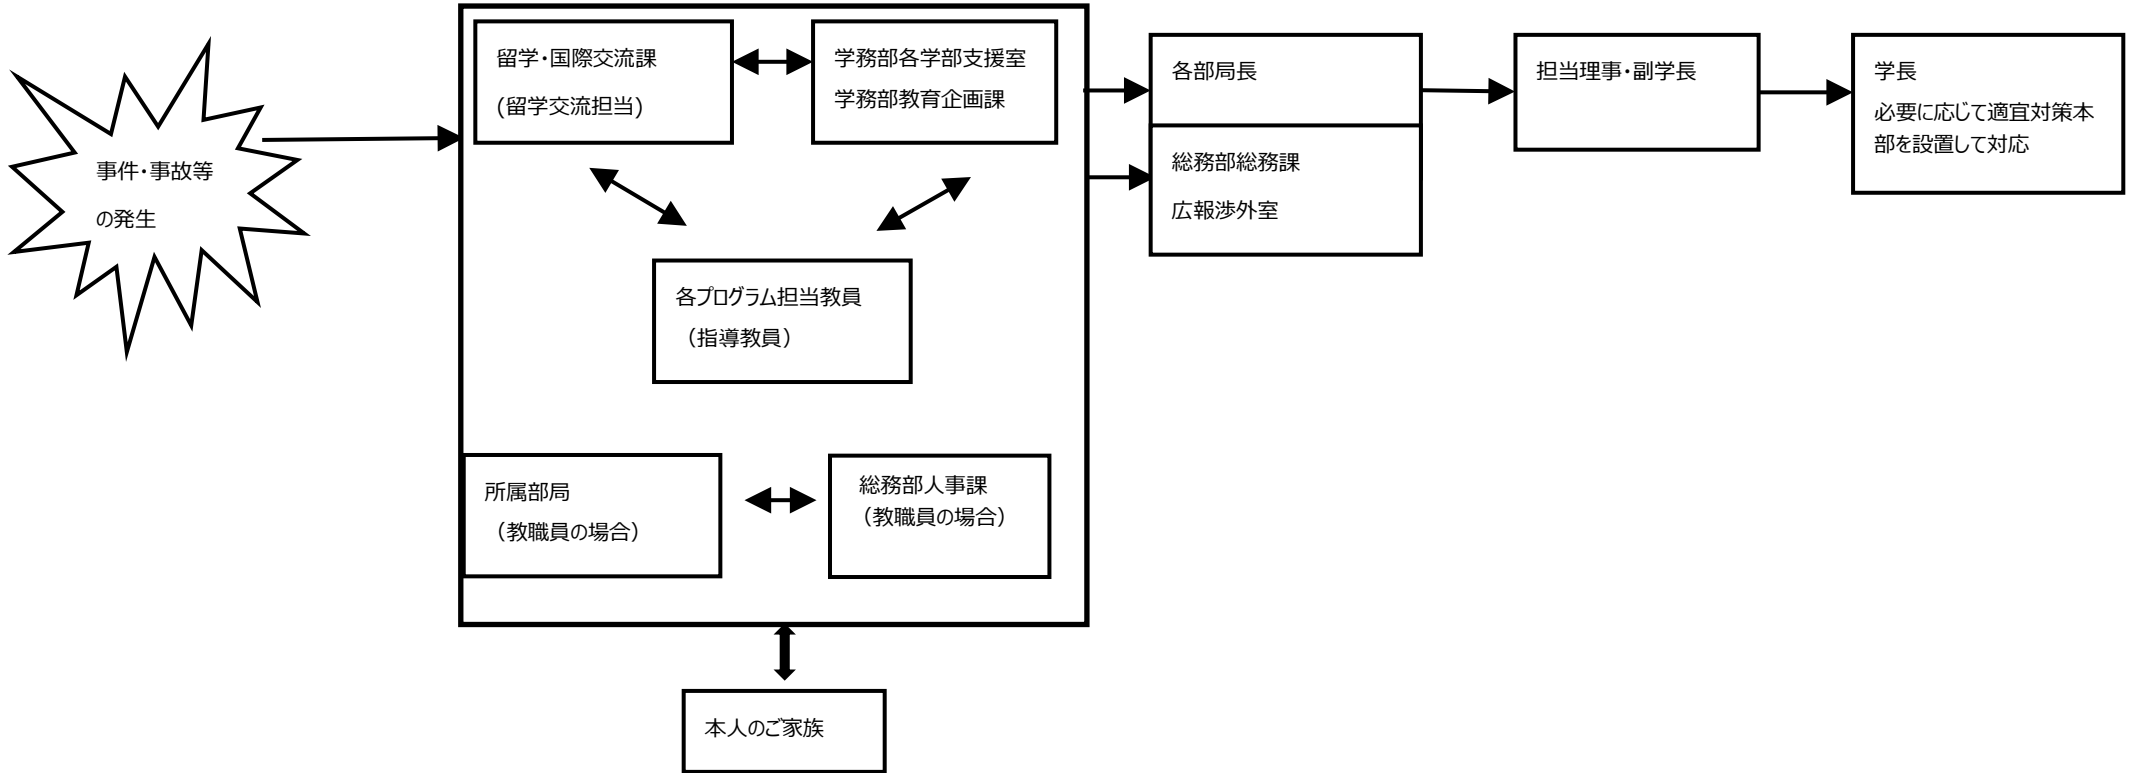 事件・事故等
の発生
留学・国際交流課
(留学交流担当)
学務部各学部支援室
学務部教育企画課
各プログラム担当教員
（指導教員）
所属部局
（教職員の場合）
総務部人事課
（教職員の場合）
本人のご家族
各部局長
総務部総務課
広報渉外室
担当理事・副学長
学長
必要に応じて適宜対策本
部を設置して対応